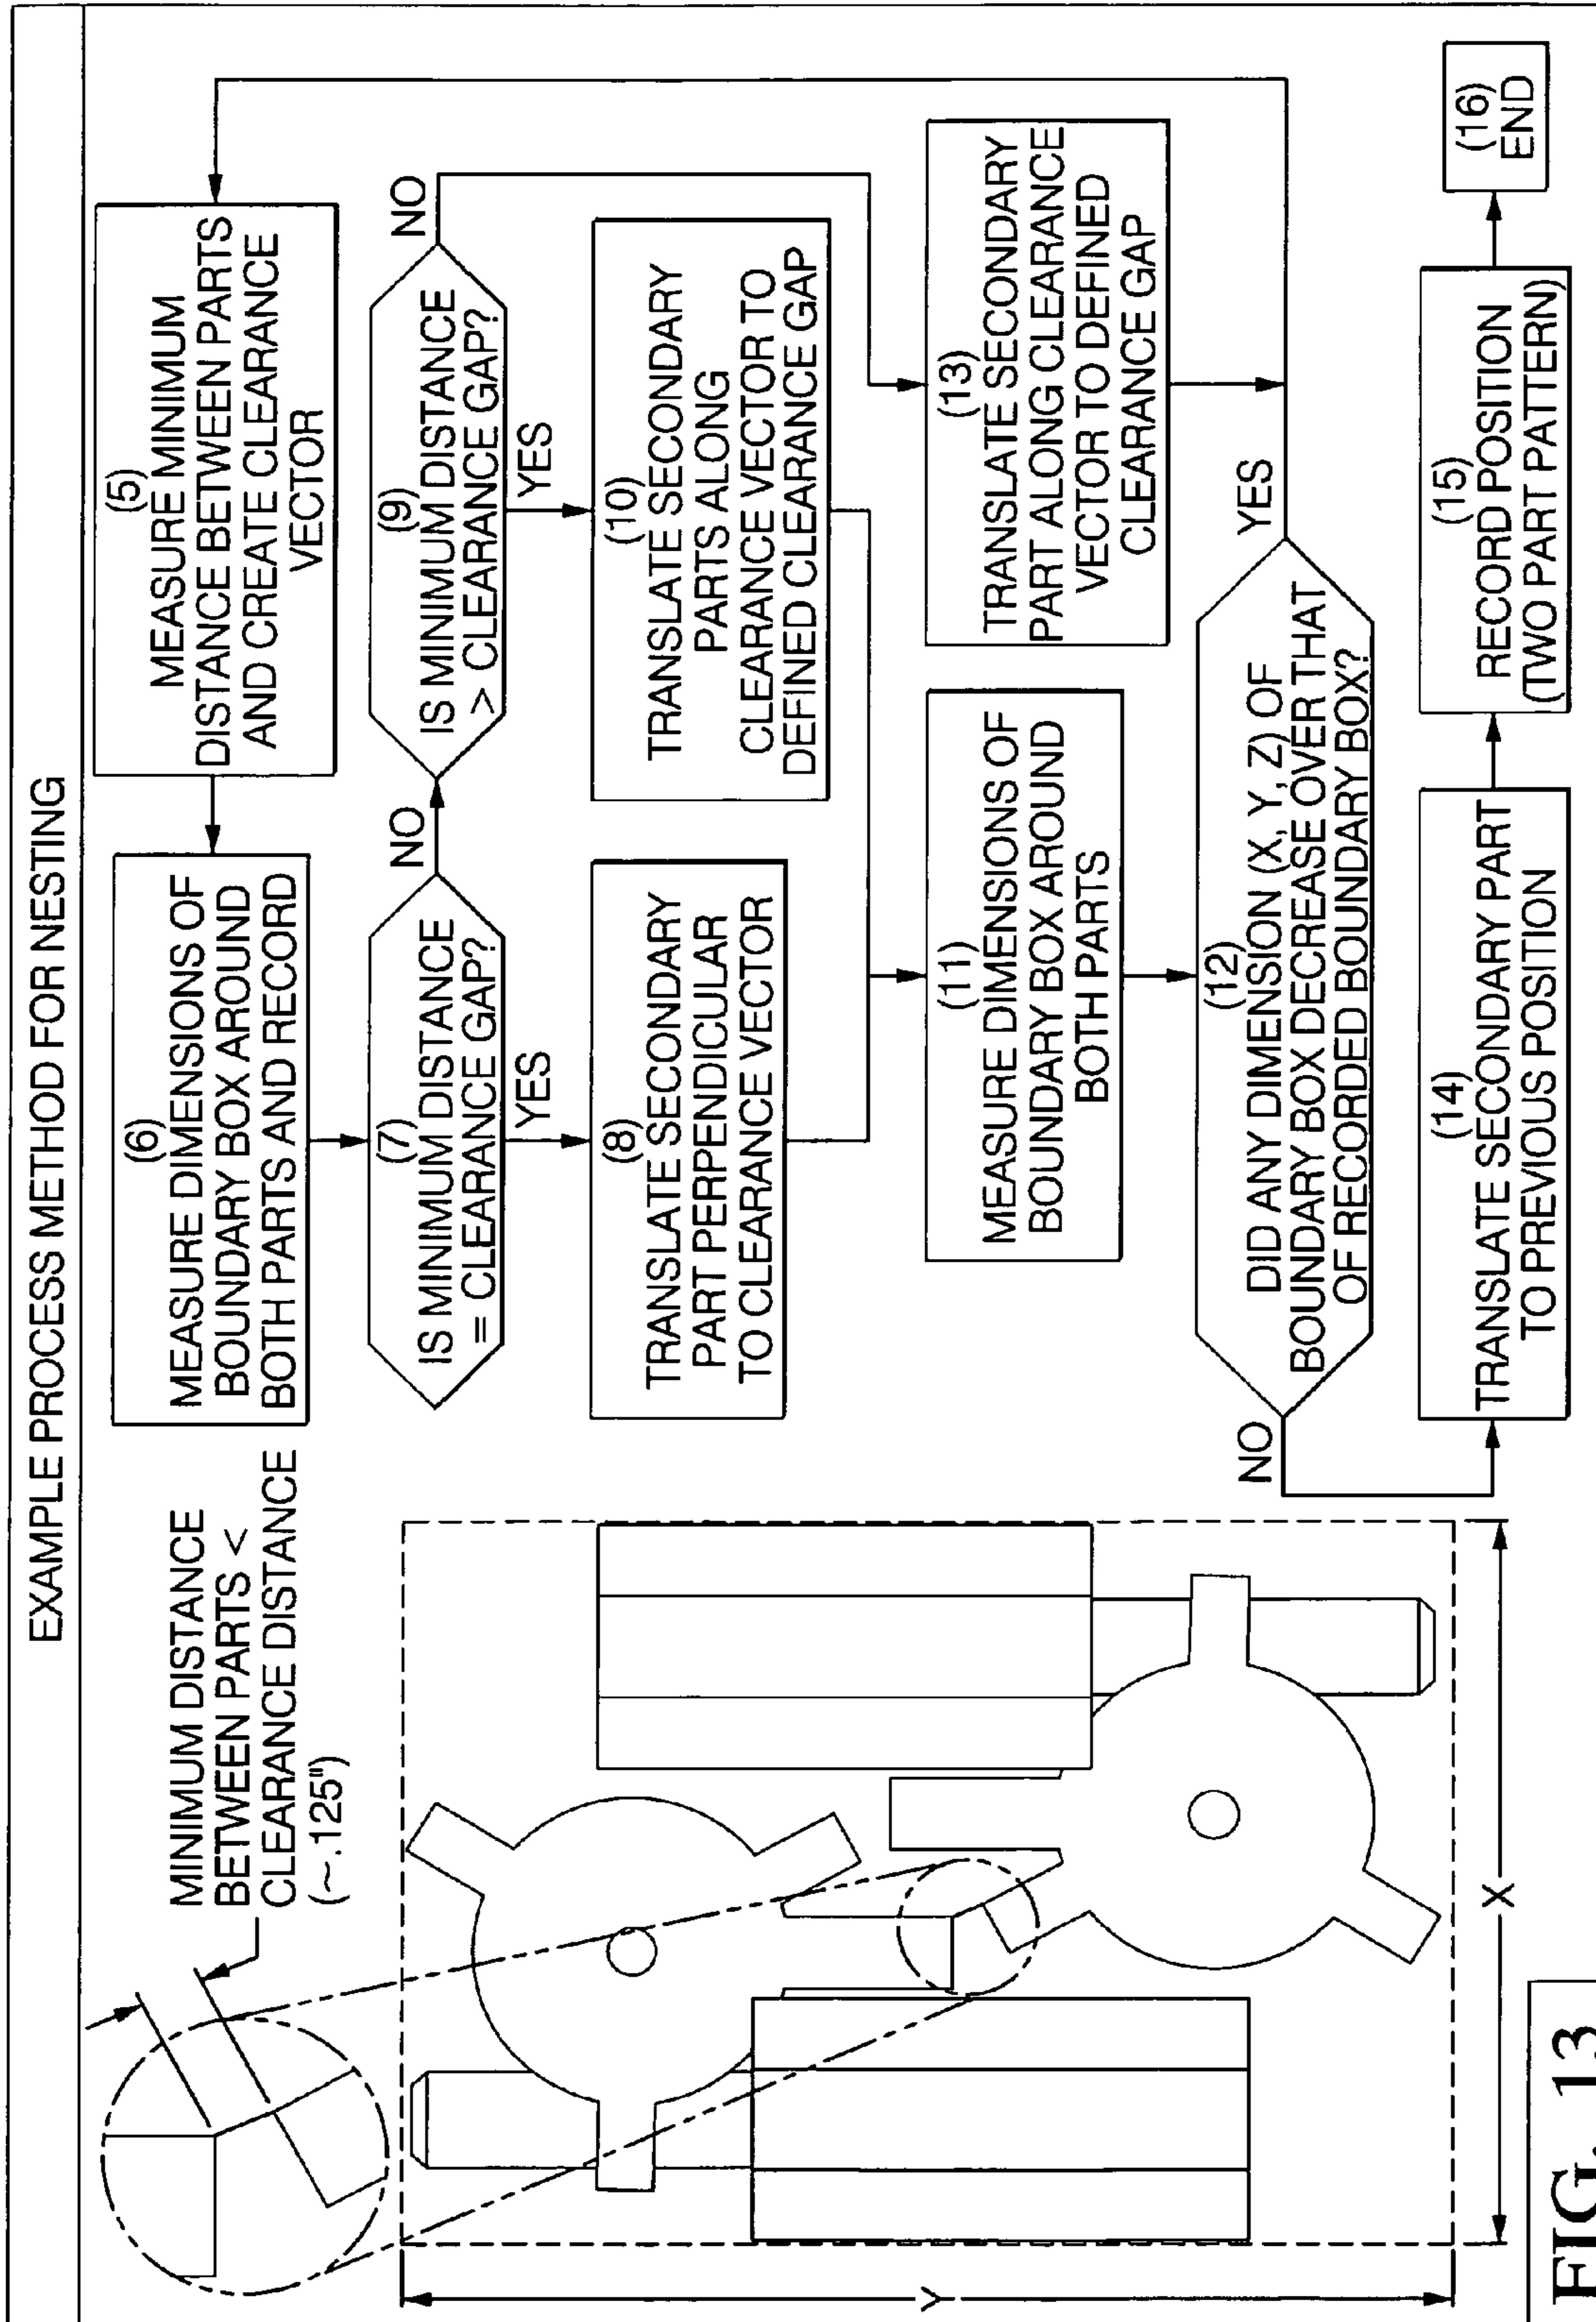 EXAMPLE PROCESS METHOD FOR NESTING
MINIMUM DISTANCE
BETWEEN PARTS <
CLEARANCE DISTANCE
(~.125")
Y
X
(5)
MEASURE MINIMUM
DISTANCE BETWEEN PARTS
AND CREATE CLEARANCE
VECTOR
(6)
MEASURE DIMENSIONS OF
BOUNDARY BOX AROUND
BOTH PARTS AND RECORD
(7)
IS MINIMUM DISTANCE
= CLEARANCE GAP?
NO
YES
(8)
TRANSLATE SECONDARY
PART PERPENDICULAR
TO CLEARANCE VECTOR
(9)
IS MINIMUM DISTANCE
> CLEARANCE GAP?
NO
YES
(10)
TRANSLATE SECONDARY
PARTS ALONG
CLEARANCE VECTOR TO
DEFINED CLEARANCE GAP
(11)
MEASURE DIMENSIONS OF
BOUNDARY BOX AROUND
BOTH PARTS
(13)
TRANSLATE SECONDARY
PART ALONG CLEARANCE
VECTOR TO DEFINED
CLEARANCE GAP
(12)
DID ANY DIMENSION (X, Y, Z) OF
BOUNDARY BOX DECREASE OVER THAT
OF RECORDED BOUNDARY BOX?
NO
YES
(14)
TRANSLATE SECONDARY PART
TO PREVIOUS POSITION
(15)
RECORD POSITION
(TWO PART PATTERN)
(16)
END
FIG. 13